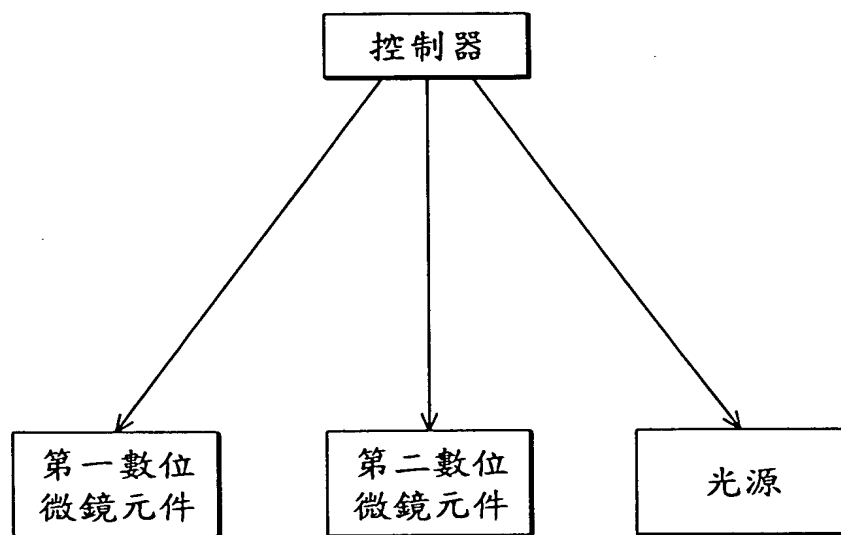 控制器
第一數位
微鏡元件
第二數位
微鏡元件
光源